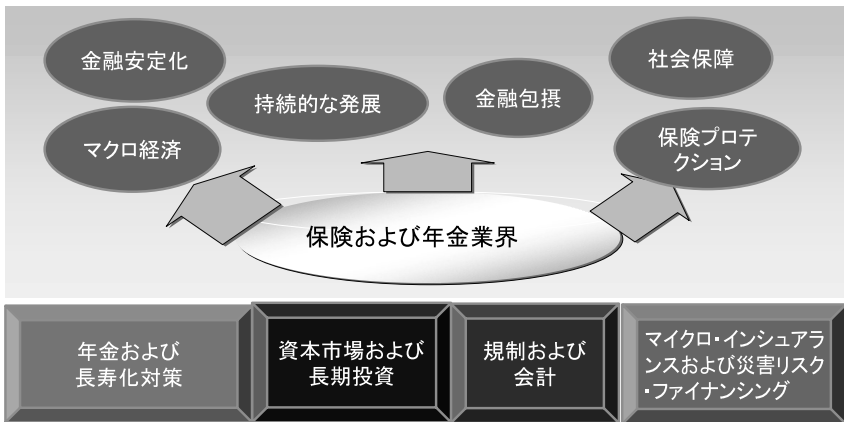 金融安定化
持続的な発展
金融包摂
社会保障
マクロ経済
保険プロテ
クション
保険および年金業界
年金および
長寿化対策
資本市場および
長期投資
規制および
会計
マイクロ・インシュアラ
ンスおよび災害リスク
・ファイナンシング